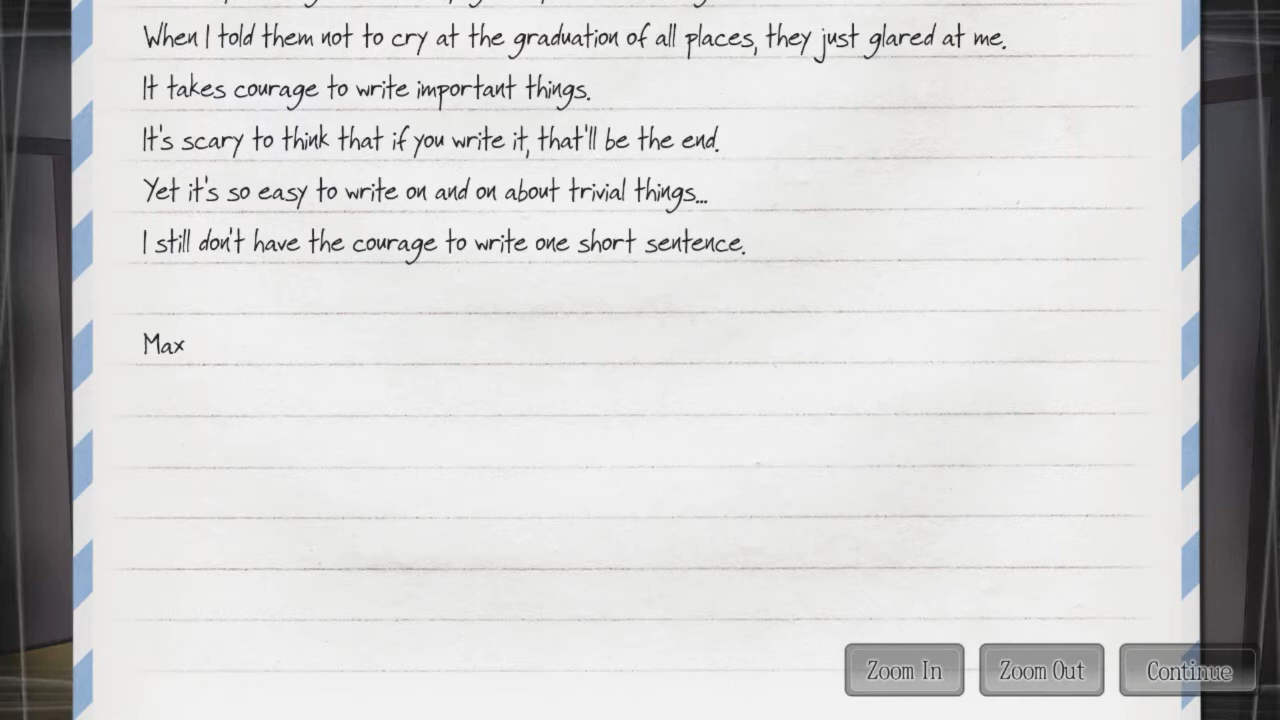 When I told them not to cry at the graduation of all places, they just glared at me.
It takes courage to write important things.
It's scary to think that if you write it, that'll be the end.
Yet it's so easy to write on and on about trivial things...
I still don't have the courage to write one short sentence.
Max
Zoom In Zoom Out Continue